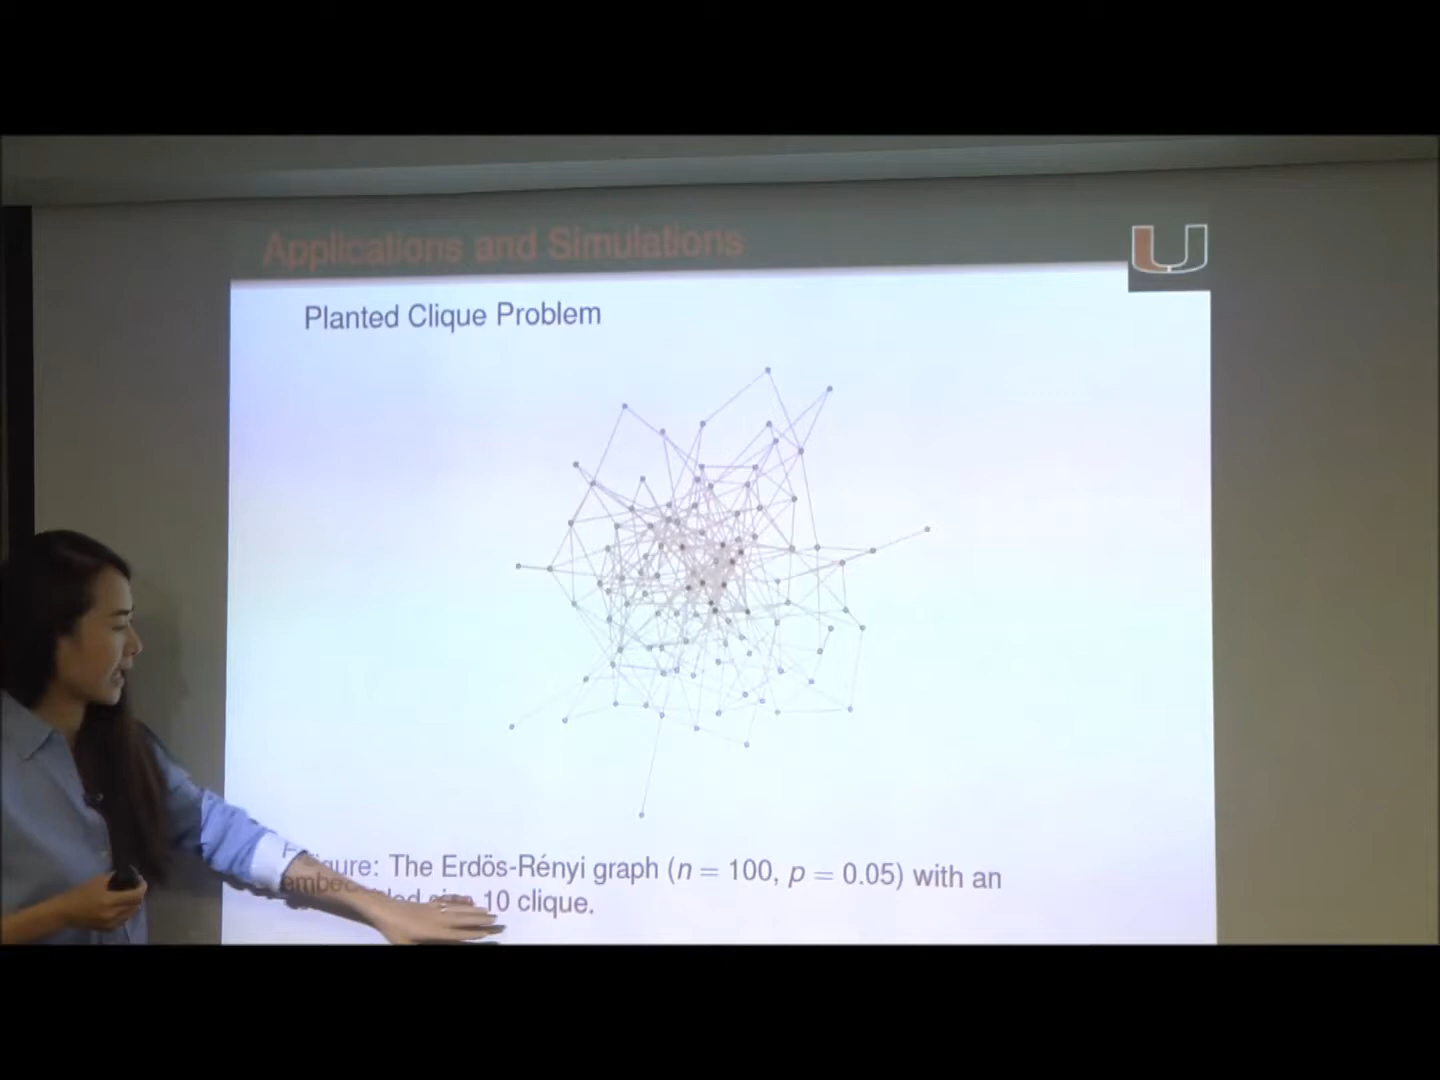 Applications and Simulations
U
Planted Clique Problem
Figure: The Erdös-Rényi graph (n = 100, p = 0.05) with an
embedded size 10 clique.